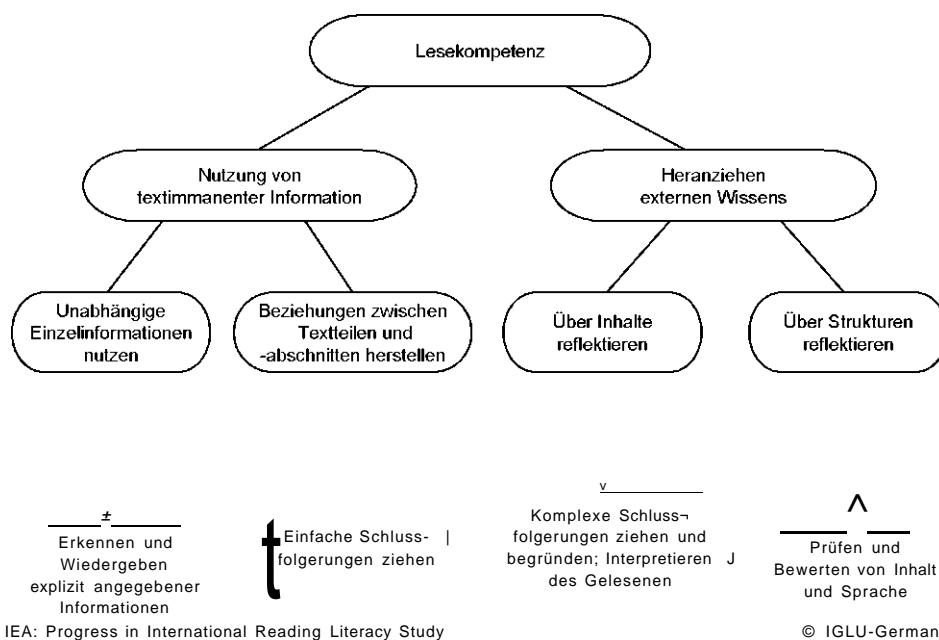 Lesekompetenz
Nutzung von
textimmanenter Information
Heranziehen
externen Wissens
Unabhängige
Einzelinformationen
nutzen
Beziehungen zwischen
Textteilen und
-abschnitten herstellen
Über Inhalte
reflektieren
Über Strukturen
reflektieren
±
Erkennen und
Wiedergeben
explizit angegebener
Informationen
t
Einfache Schluss- |
folgerungen ziehen
v
Komplexe Schluss¬
folgerungen ziehen und
begründen; Interpretieren J
des Gelesenen
^
Prüfen und
Bewerten von Inhalt
und Sprache
IEA: Progress in International Reading Literacy Study
© IGLU-German